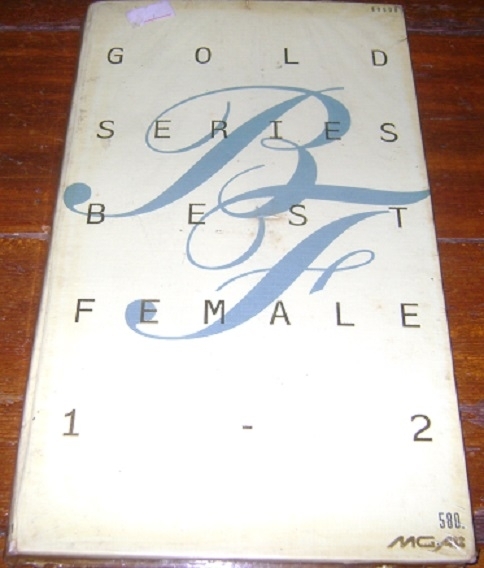 GOLD
SERIES
BEST
FEMALE
1 - 2
BF
580.
MGA